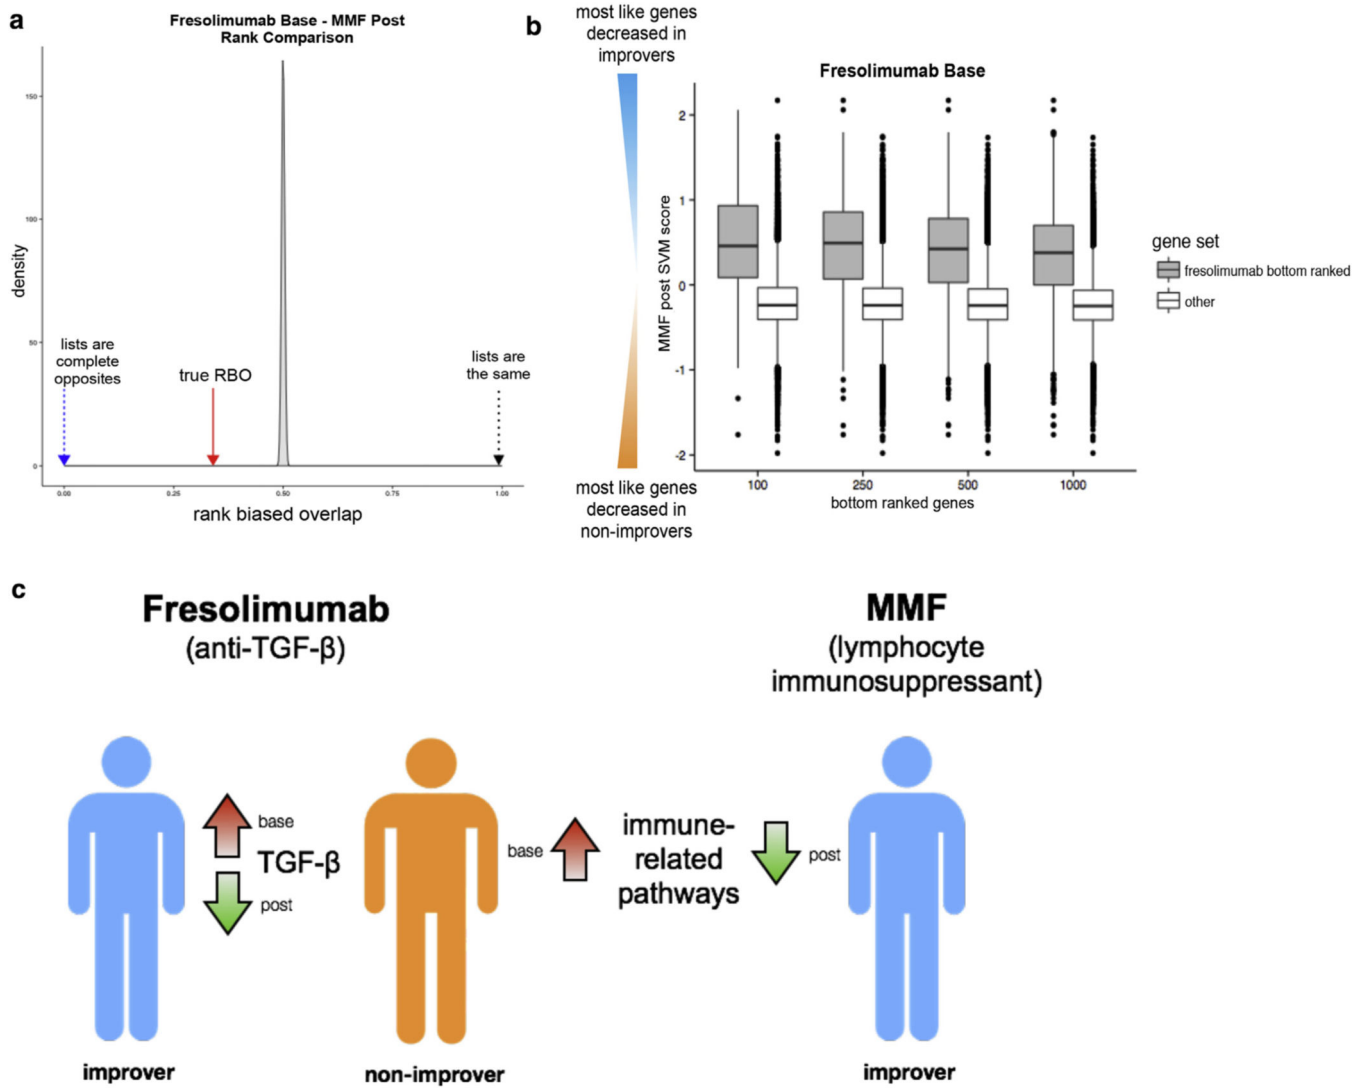 a
Fresolimumab Base - MMF Post
Rank Comparison
150
100
50
0
density
lists are
complete
opposites
true RBO
lists are
the same
0.00
0.25
0.50
0.75
1.00
rank biased overlap
b
most like genes
decreased in
improvers
most like genes
decreased in
non-improvers
Fresolimumab Base
MMF post SVM score
2
1
0
-1
-2
100
250
500
1000
bottom ranked genes
gene set
fresolimumab bottom ranked
other
c
Fresolimumab
(anti-TGF-β)
MMF
(lymphocyte
immunosuppressant)
base
TGF-β
post
base
immune-
related
pathways
post
improver
non-improver
improver